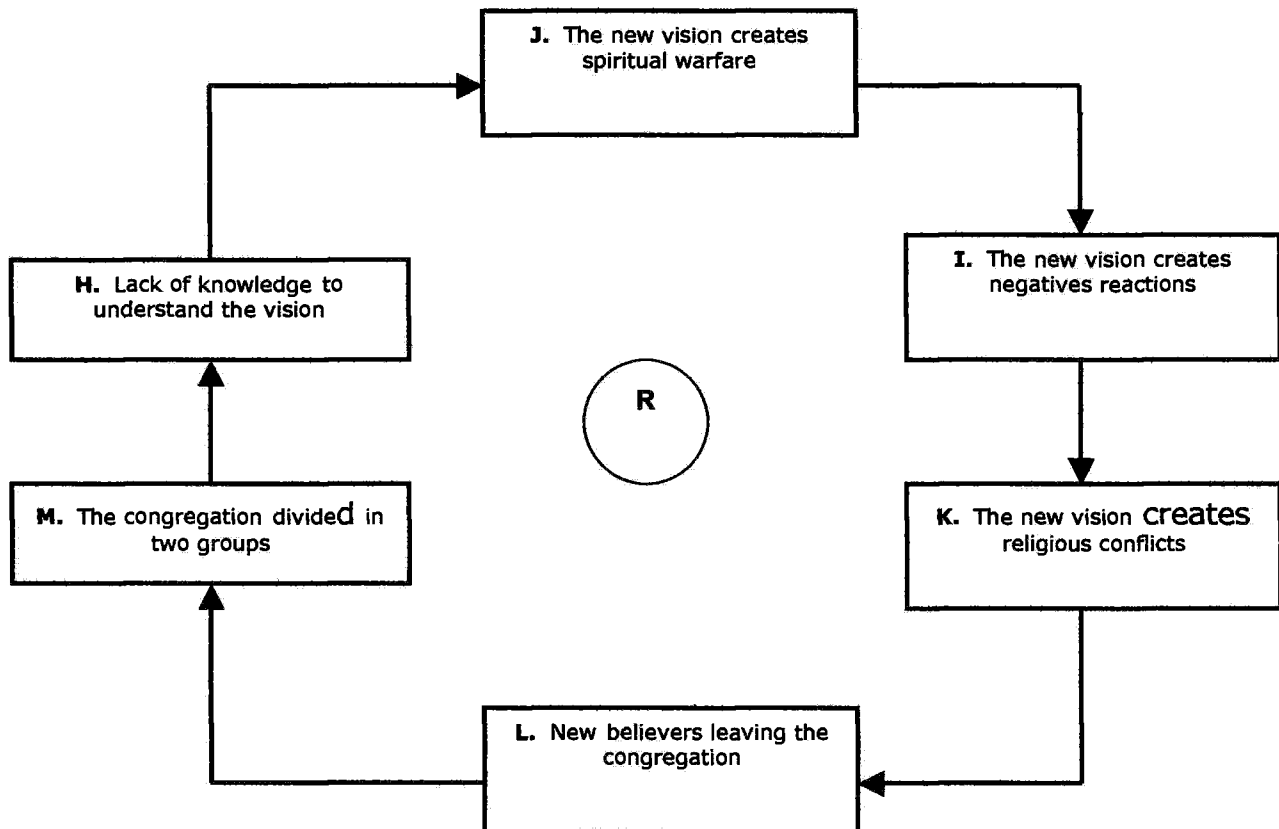 J. The new vision creates
spiritual warfare
H. Lack of knowledge to
understand the vision
I. The new vision creates
negatives reactions
R
M. The congregation divided in
two groups
K. The new vision creates
religious conflicts
L. New believers leaving the
congregation